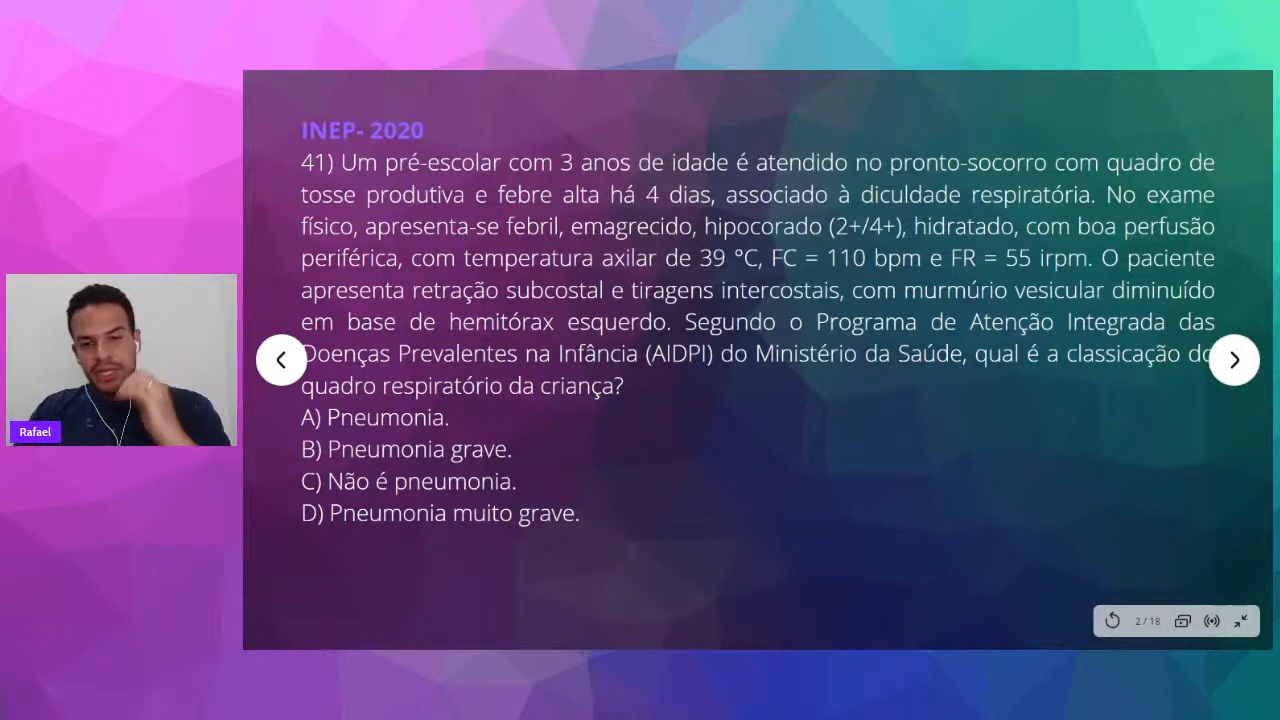 INEP- 2020
41) Um pré-escolar com 3 anos de idade é atendido no pronto-socorro com quadro de
tosse produtiva e febre alta há 4 dias, associado à diculdade respiratória. No exame
físico, apresenta-se febril, emagrecido, hipocorado (2+/4+), hidratado, com boa perfusão
periférica, com temperatura axilar de 39 °C, FC = 110 bpm e FR = 55 irpm. O paciente
apresenta retração subcostal e tiragens intercostais, com murmúrio vesicular diminuído
em base de hemitórax esquerdo. Segundo o Programa de Atenção Integrada das
Doenças Prevalentes na Infância (AIDPI) do Ministério da Saúde, qual é a classicação do
quadro respiratório da criança?
A) Pneumonia.
B) Pneumonia grave.
C) Não é pneumonia.
D) Pneumonia muito grave.
Rafael
2 / 18